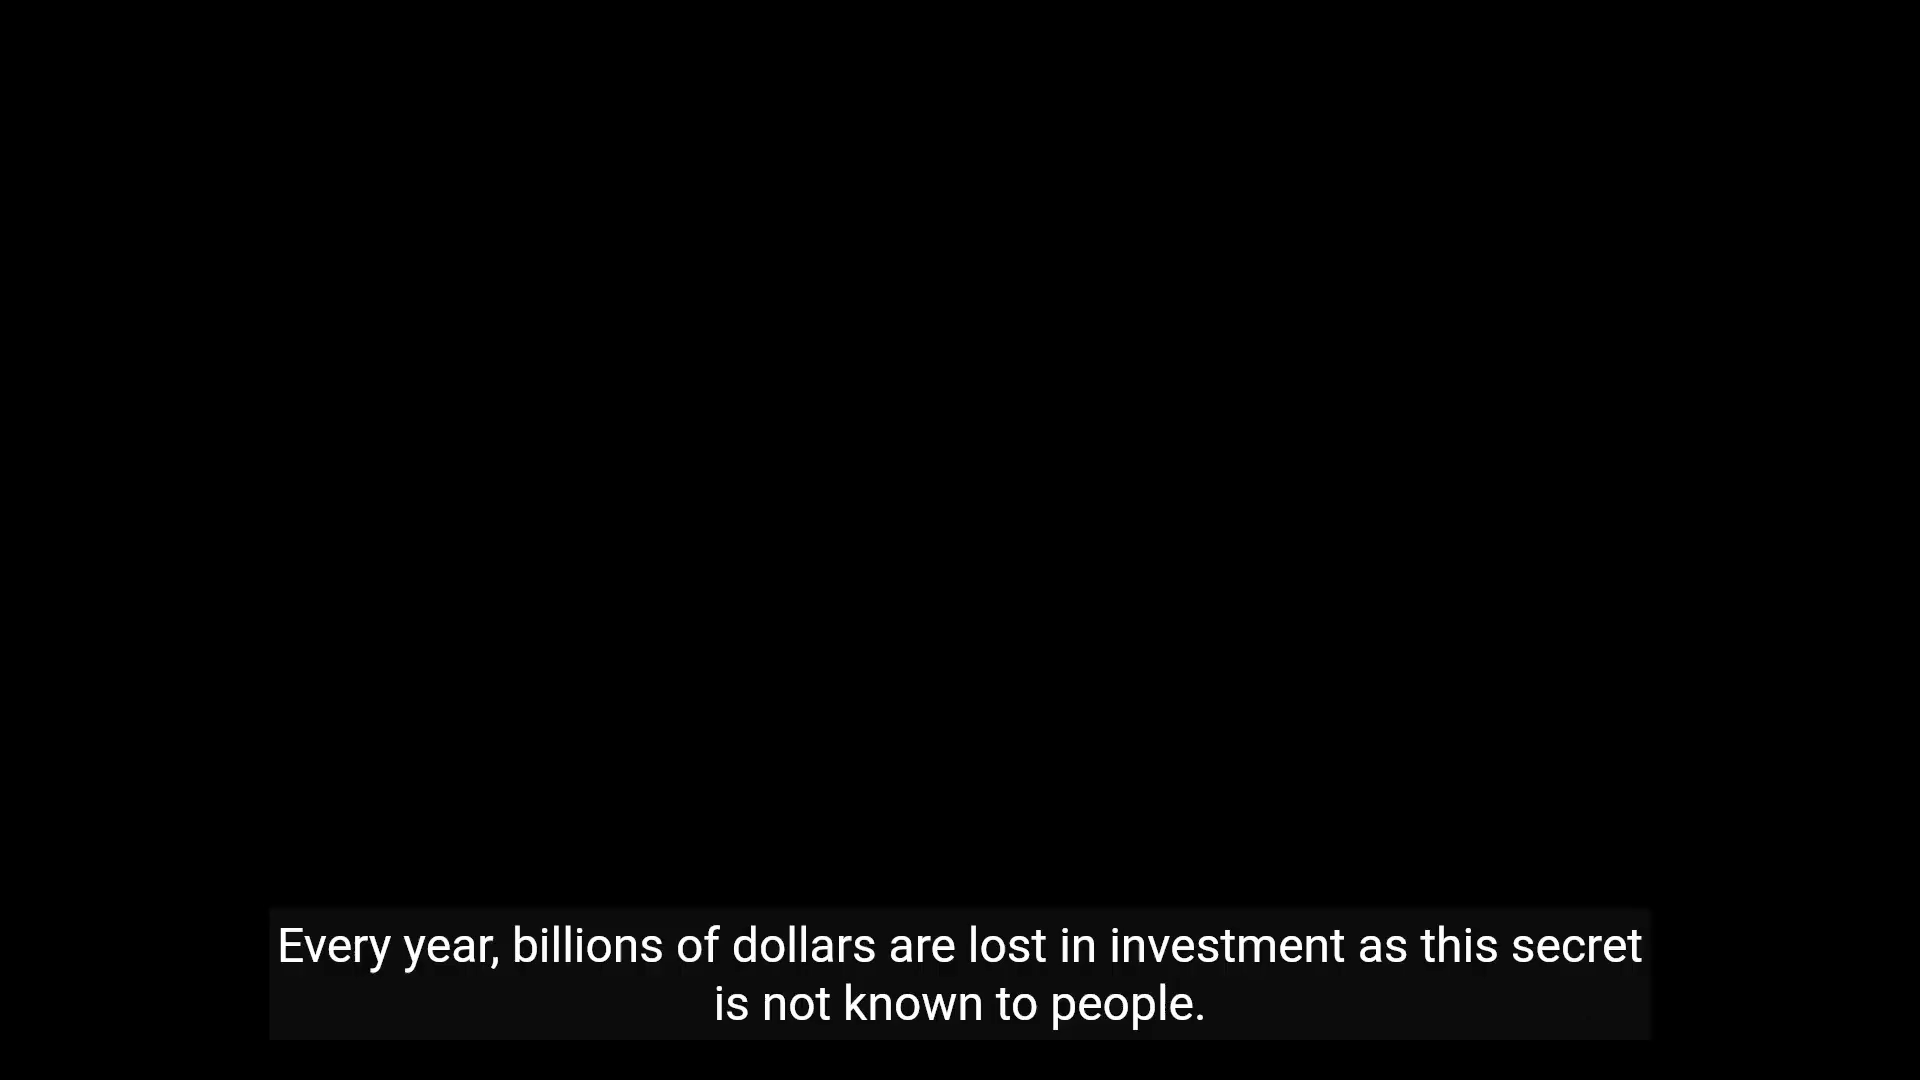 Every year, billions of dollars are lost in investment as this secret
is not known to people.